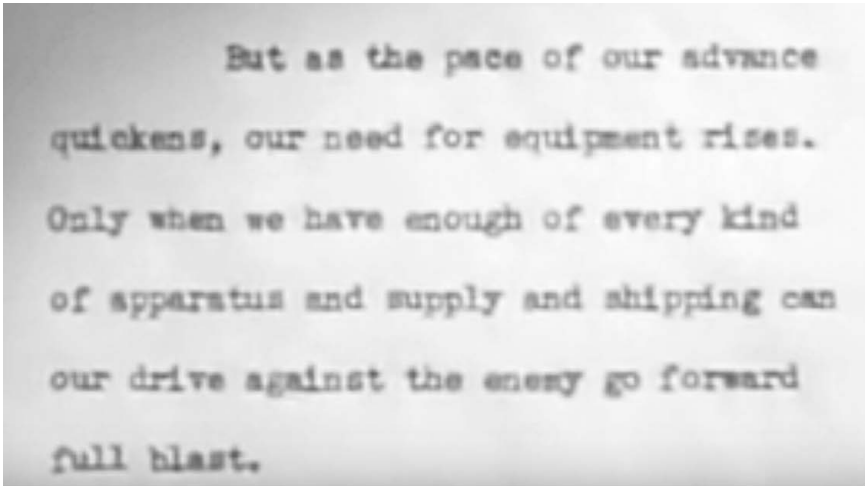 But as the pace of our advance
quickens, our need for equipment rises.
Only when we have enough of every kind
of apparatus and supply and shipping can
our drive against the enemy go forward
full blast.